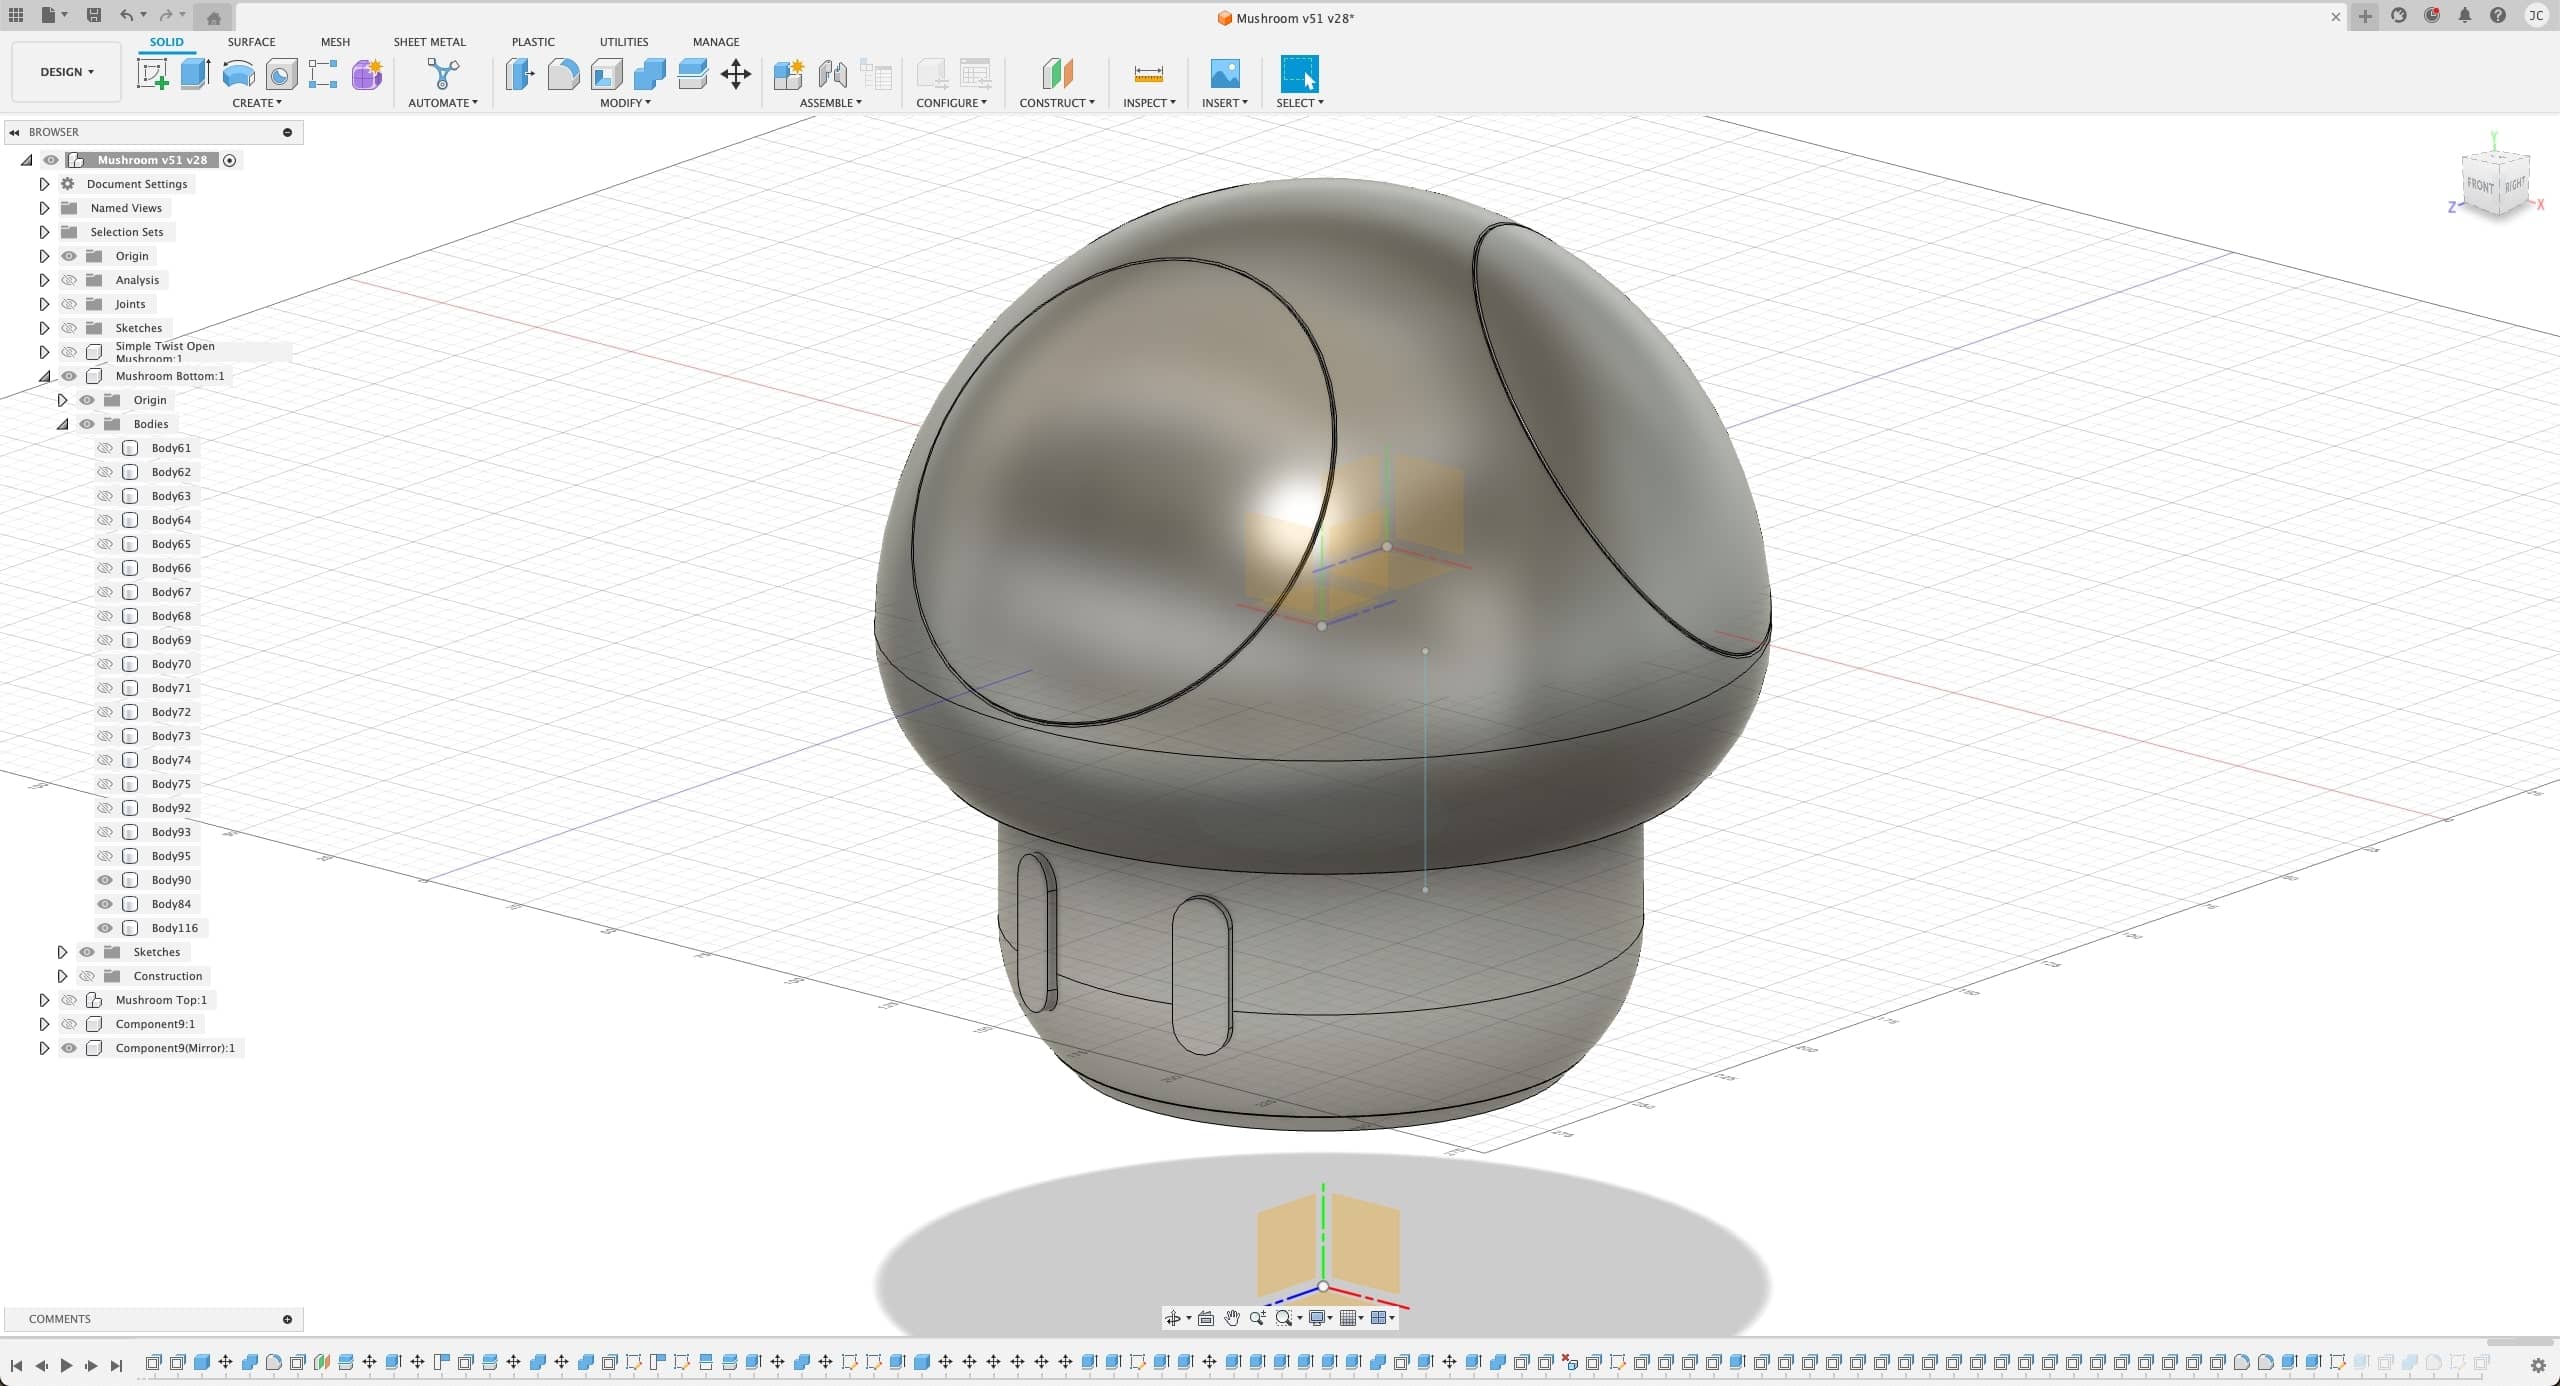 Mushroom v51 v28*
JC
DESIGN
SOLID
SURFACE
MESH
SHEET METAL
PLASTIC
UTILITIES
MANAGE
CREATE
AUTOMATE
MODIFY
ASSEMBLE
CONFIGURE
CONSTRUCT
INSPECT
INSERT
SELECT
BROWSER
Mushroom v51 v28
Document Settings
Named Views
Selection Sets
Origin
Analysis
Joints
Sketches
Simple Twist Open
Mushroom:1
Mushroom Bottom:1
Origin
Bodies
Body61
Body62
Body63
Body64
Body65
Body66
Body67
Body68
Body69
Body70
Body71
Body72
Body73
Body74
Body75
Body92
Body93
Body95
Body90
Body84
Body116
Sketches
Construction
Mushroom Top:1
Component9:1
Component9(Mirror):1
Y
FRONT
RIGHT
Z
X
COMMENTS